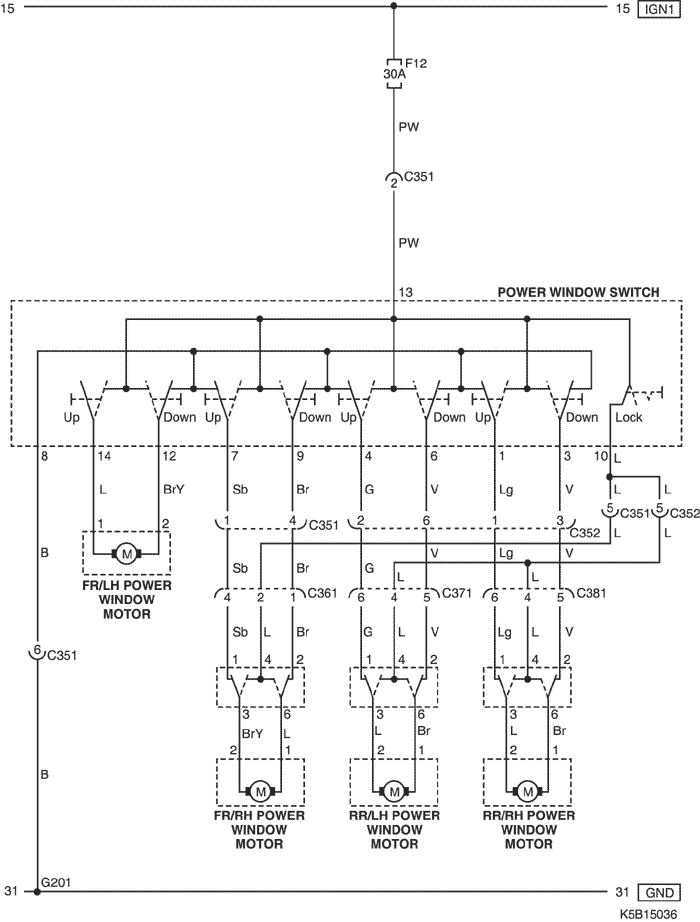 15 15 IGN1
F12
30A
PW
C351
2
PW
13
POWER WINDOW SWITCH
Up Down Up Down Up Down Up Down Lock
8 14 12 7 9 4 6 1 3 10 L
L BrY Sb Br G V Lg V L L
1 2 1 4 C351 2 6 1 3 C352 5 C351 5 C352
L L
B M Sb Br G L V Lg L V
FR/LH POWER
WINDOW
MOTOR
4 2 1 C361 6 4 5 C371 6 4 5 C381
Sb L Br G L V Lg L V
6 C351
1 4 2 1 4 2 1 4 2
3 6 3 6 3 6
BrY L L Br L Br
2 1 2 1 2 1
B
M M M
FR/RH POWER
WINDOW
MOTOR
RR/LH POWER
WINDOW
MOTOR
RR/RH POWER
WINDOW
MOTOR
G201
31 31 GND
K5B15036